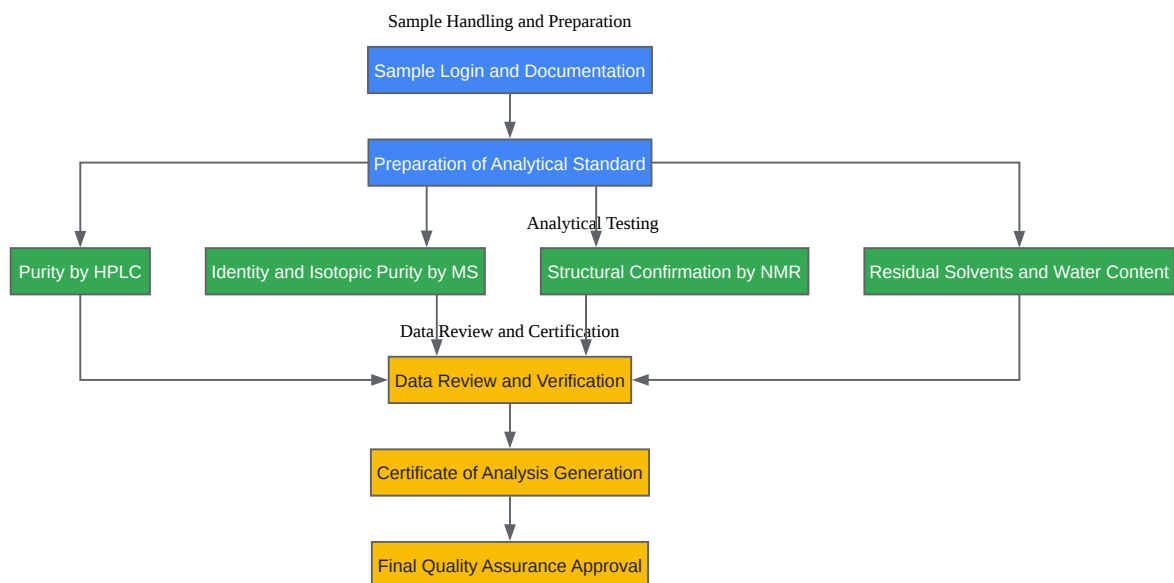 Sample Handling and Preparation
Sample Login and Documentation
Preparation of Analytical Standard
Analytical Testing
Purity by HPLC
Identity and Isotopic Purity by MS
Structural Confirmation by NMR
Residual Solvents and Water Content
Data Review and Certification
Data Review and Verification
Certificate of Analysis Generation
Final Quality Assurance Approval